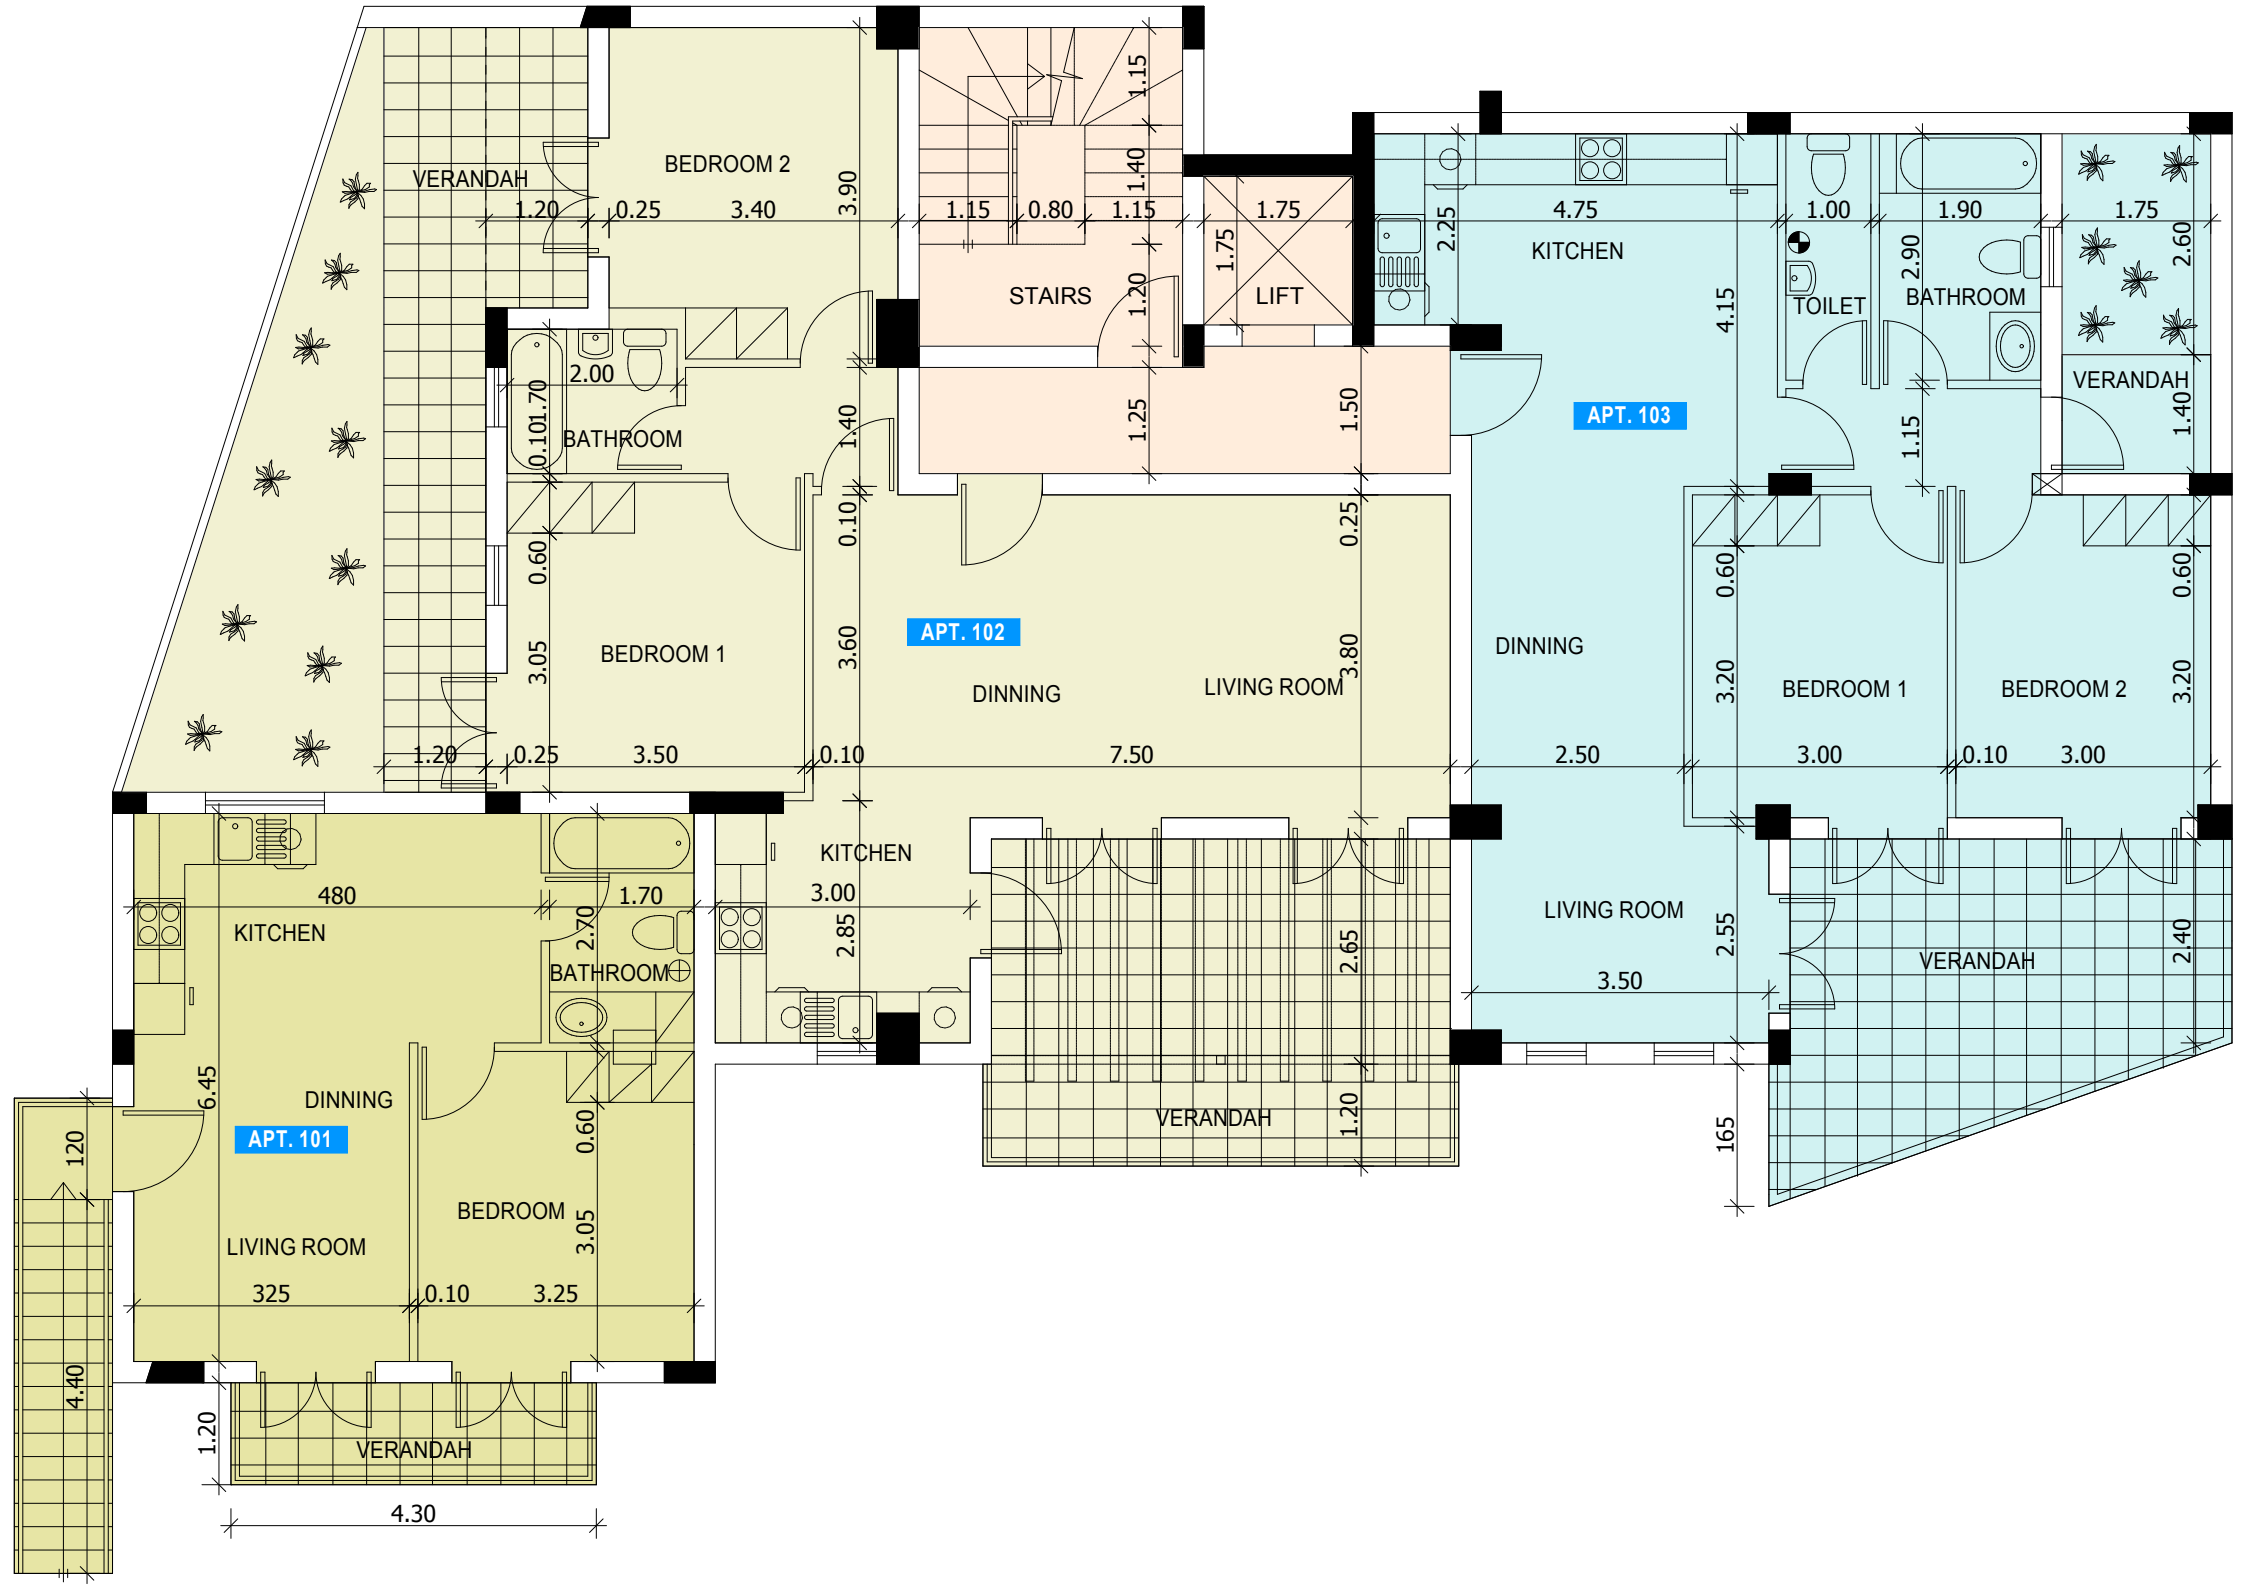 1.15
BEDROOM 2
VERANDAH
3.90
1.40
1.20
0.25
3.40
1.15
0.80
1.15
1.75
4.75
1.00
1.90
1.75
2.25
1.75
KITCHEN
2.90
2.60
STAIRS
1.20
LIFT
TOILET
BATHROOM
4.15
2.00
VERANDAH
1.70
0.10
BATHROOM
1.40
1.25
1.50
APT. 103
1.15
1.40
0.10
0.25
0.60
0.60
0.60
APT. 102
3.05
BEDROOM 1
3.60
DINNING
LIVING ROOM
3.80
DINNING
3.20
BEDROOM 1
BEDROOM 2
3.20
1.20
0.25
3.50
0.10
7.50
2.50
3.00
0.10
3.00
KITCHEN
480
1.70
3.00
LIVING ROOM
KITCHEN
2.70
2.85
2.65
2.55
2.40
BATHROOM
VERANDAH
3.50
6.45
DINNING
VERANDAH
1.20
165
120
APT. 101
0.60
BEDROOM
3.05
LIVING ROOM
325
0.10
3.25
4.40
1.20
VERANDAH
4.30